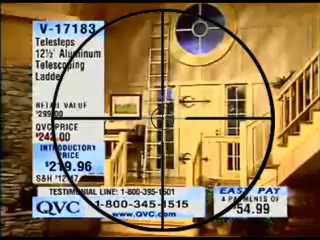 V-17183
Telesteps
12½' Aluminum
Telescoping
Ladder
RETAIL VALUE
$299.00
QVC PRICE
$242.00
INTRODUCTORY
PRICE
$219.96
S&H $12.47
TESTIMONIAL LINE: 1-800-395-1501
QVC
1-800-345-1515
www.QVC.com
EASY PAY
4 PAYMENTS OF
$54.99